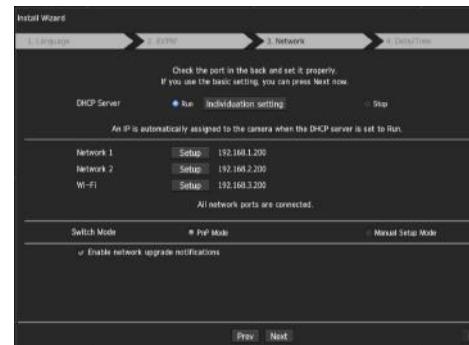 Install Wizard
1. Language 2. ID/PW 3. Network 4. Date/Time
Check the port in the back and set it properly.
If you use the basic setting, you can press Next now.
DHCP Server Run Individuation setting Stop
An IP is automatically assigned to the camera when the DHCP server is set to Run.
Network 1 Setup 192.168.1.200
Network 2 Setup 192.168.2.200
Wi-Fi Setup 192.168.3.200
All network ports are connected.
Switch Mode PnP Mode Manual Setup Mode
Enable network upgrade notifications
Prev Next